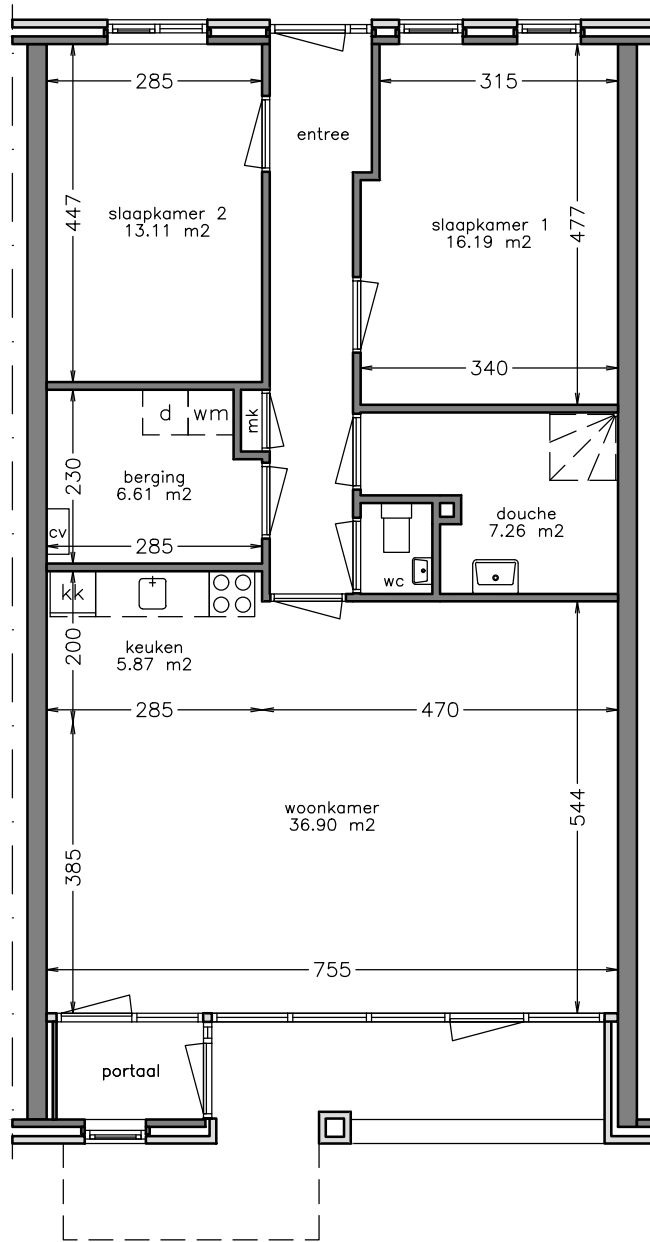 285
315
entree
slaapkamer 2
13.11 m2
447
slaapkamer 1
16.19 m2
477
340
d
wm
mk
berging
6.61 m2
230
cv
285
douche
7.26 m2
wc
kk
200
keuken
5.87 m2
285
470
woonkamer
36.90 m2
544
385
755
portaal